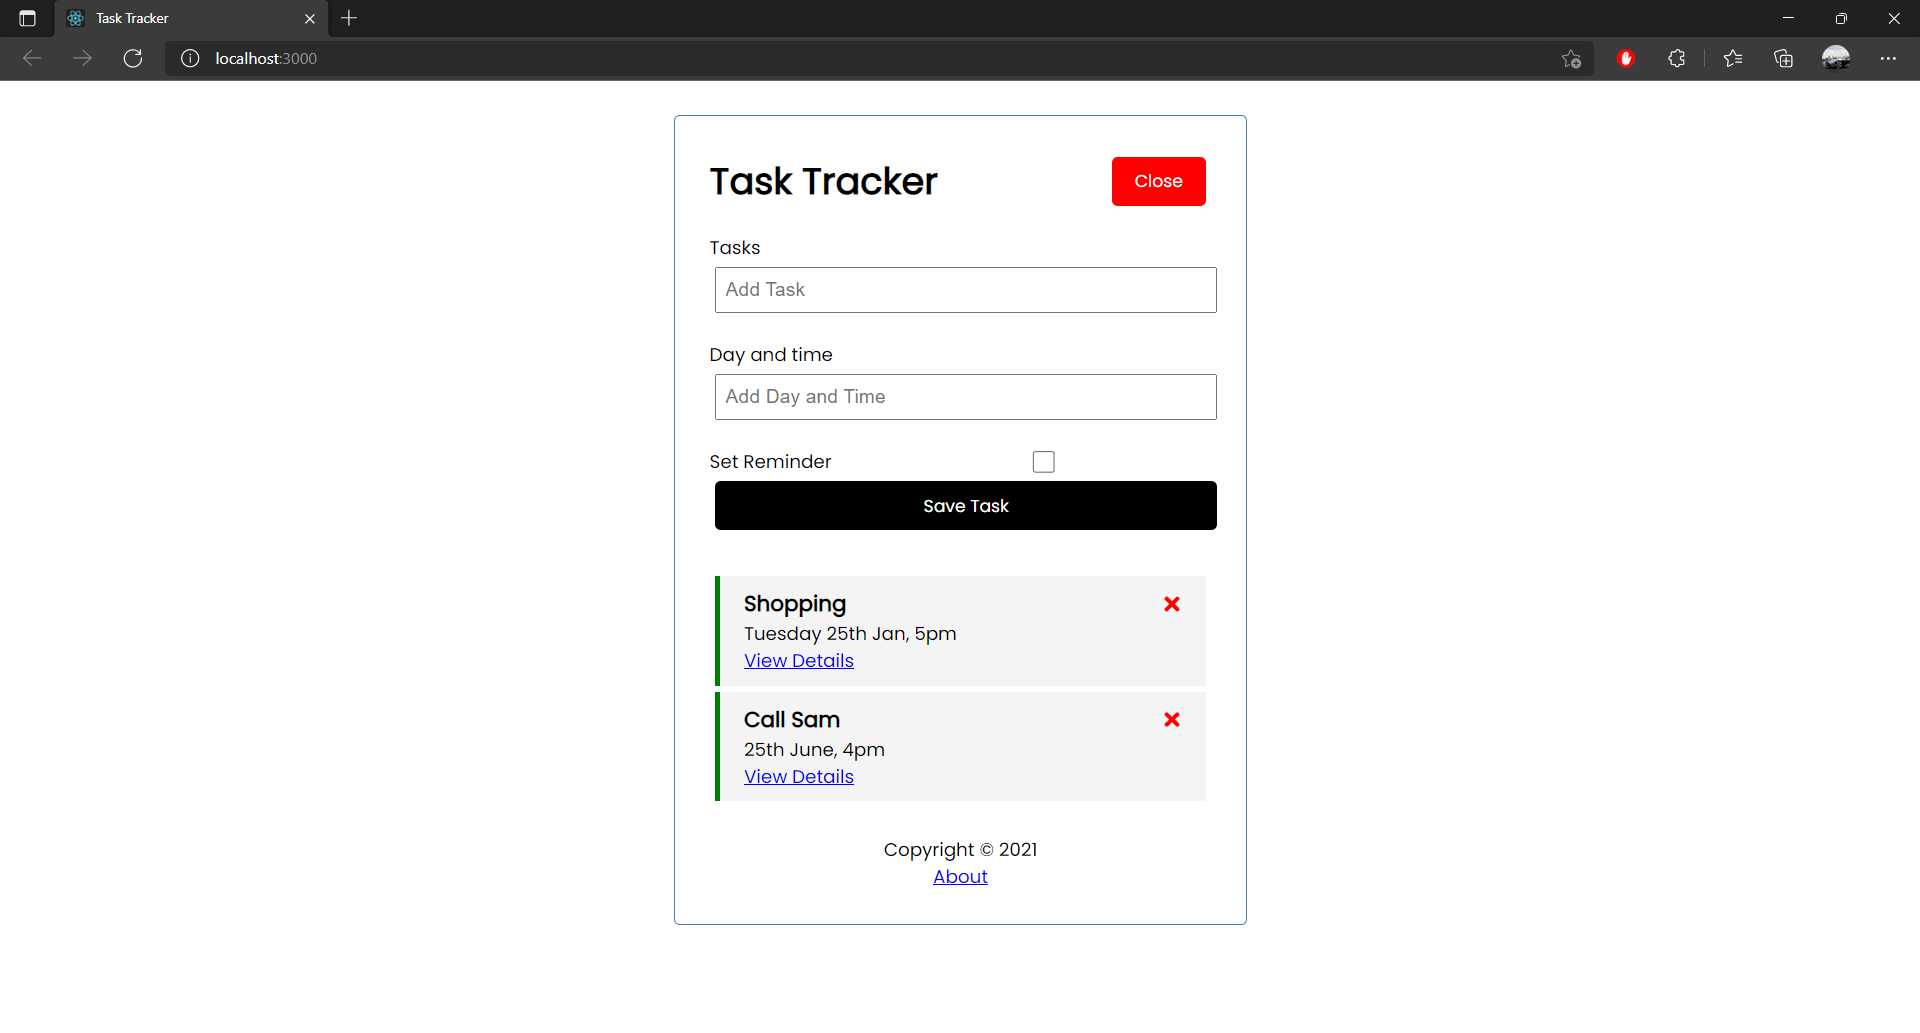 Task Tracker
localhost:3000
Task Tracker
Close
Tasks
Add Task
Day and time
Add Day and Time
Set Reminder
Save Task
Shopping
Tuesday 25th Jan, 5pm
View Details
Call Sam
25th June, 4pm
View Details
Copyright © 2021
About